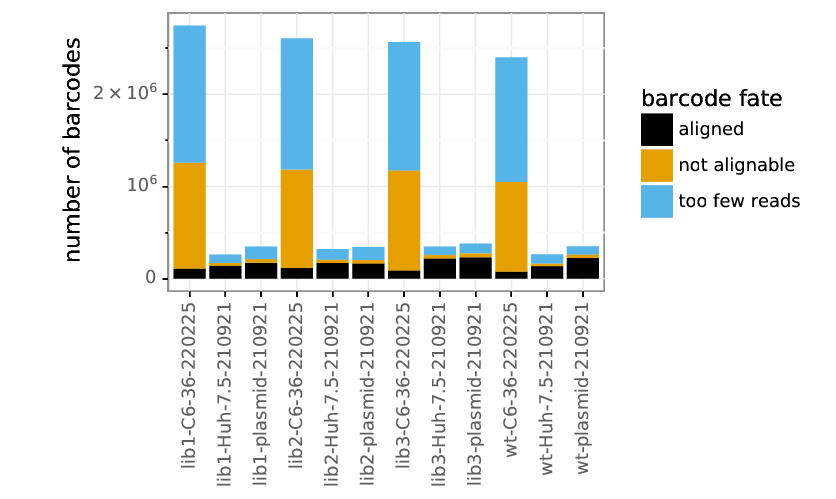 number of barcodes
2 × 10⁶
10⁶
0
lib1-C6-36-220225
lib1-Huh-7.5-210921
lib1-plasmid-210921
lib2-C6-36-220225
lib2-Huh-7.5-210921
lib2-plasmid-210921
lib3-C6-36-220225
lib3-Huh-7.5-210921
lib3-plasmid-210921
wt-C6-36-220225
wt-Huh-7.5-210921
wt-plasmid-210921
barcode fate
aligned
not alignable
too few reads